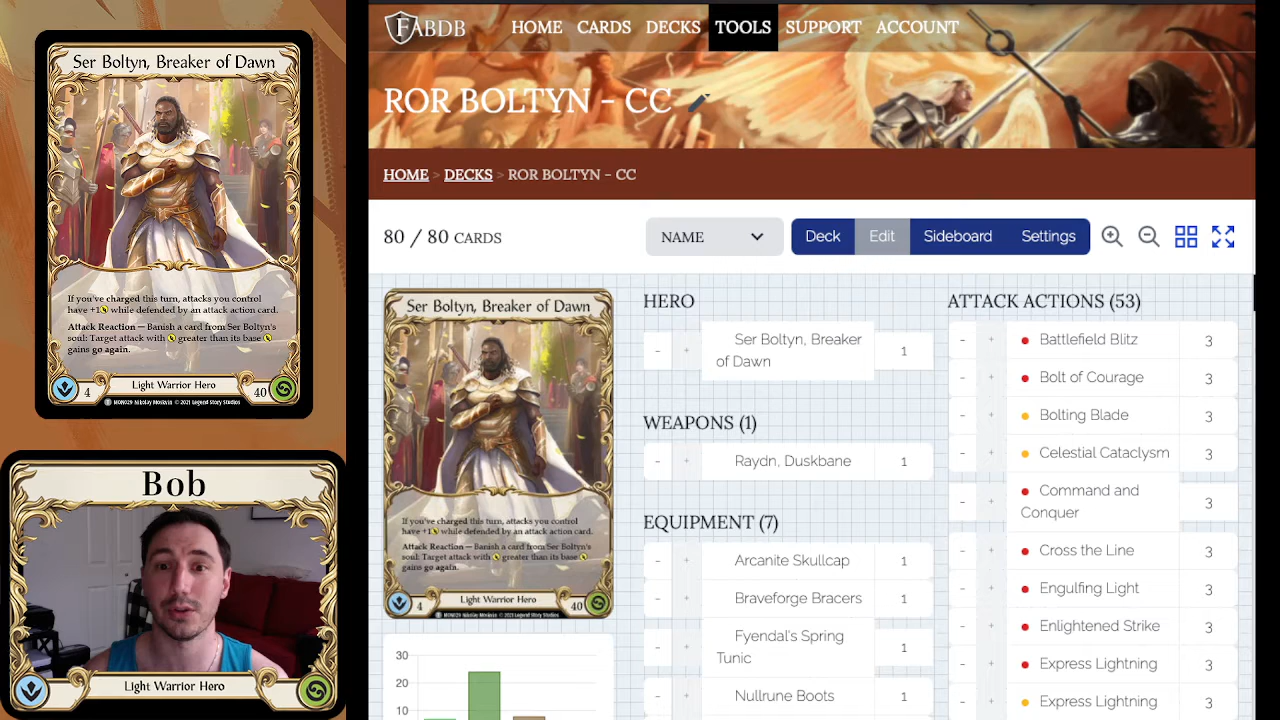 Ser Boltyn, Breaker of Dawn
If you've charged this turn, attacks you control
have +1 while defended by an attack action card.
Attack Reaction — Banish a card from Ser Boltyn's
soul: Target attack with greater than its base
gains go again.
4
Light Warrior Hero
40
MON029 Nikolay Moskvin © 2021 Legend Story Studios
Bob
Light Warrior Hero
FABDB
HOME
CARDS
DECKS
TOOLS
SUPPORT
ACCOUNT
ROR BOLTYN – CC
HOME > DECKS > ROR BOLTYN – CC
80 / 80 CARDS
NAME
Deck
Edit
Sideboard
Settings
Ser Boltyn, Breaker of Dawn
If you've charged this turn, attacks you control
have +1 while defended by an attack action card.
Attack Reaction — Banish a card from Ser Boltyn's
soul: Target attack with greater than its base
gains go again.
4
Light Warrior Hero
40
30
20
10
HERO
- + Ser Boltyn, Breaker
of Dawn 1
WEAPONS (1)
- + Raydn, Duskbane 1
EQUIPMENT (7)
- + Arcanite Skullcap 1
- + Braveforge Bracers 1
- + Fyendal's Spring
Tunic 1
- + Nullrune Boots 1
ATTACK ACTIONS (53)
- + Battlefield Blitz 3
- + Bolt of Courage 3
- + Bolting Blade 3
- + Celestial Cataclysm 3
- + Command and
Conquer 3
- + Cross the Line 3
- + Engulfing Light 3
- + Enlightened Strike 3
- + Express Lightning 3
- + Express Lightning 3